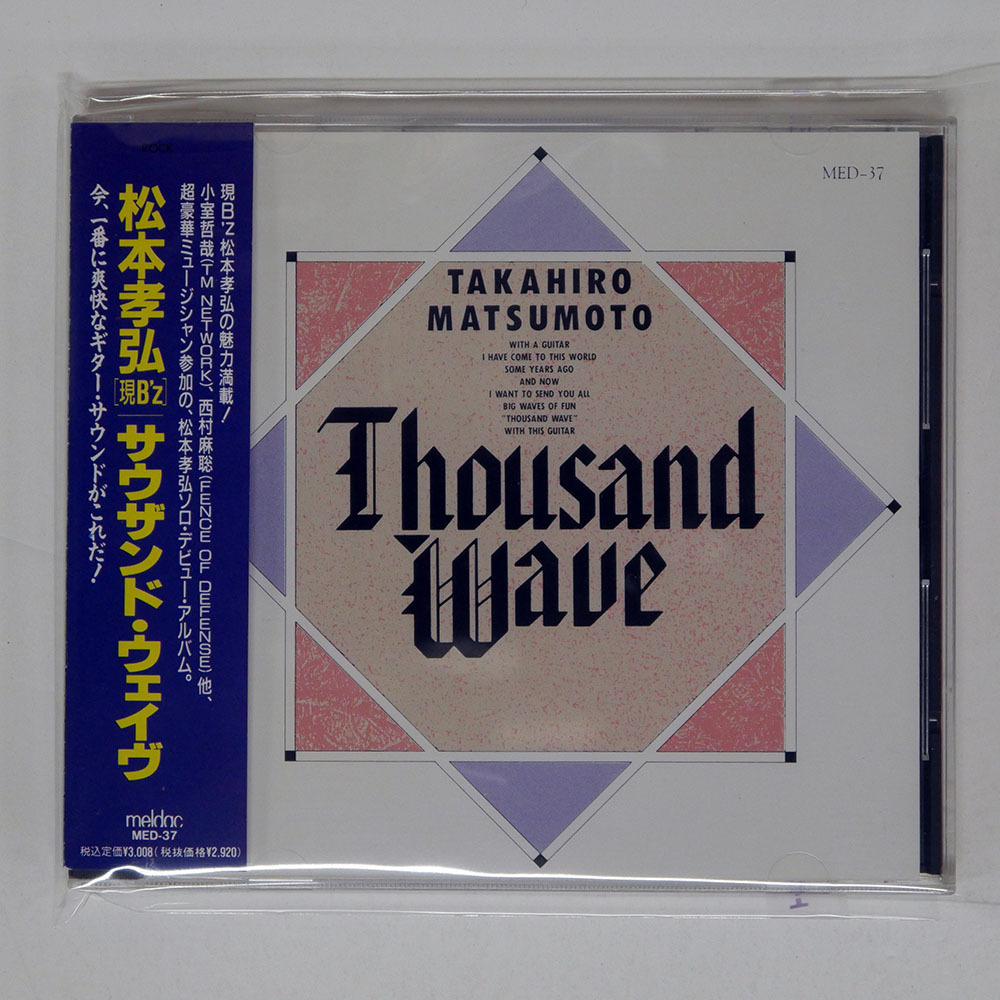 ROCK
現B'z松本孝弘の魅力満載!
小室哲哉(TM NETWORK)、西村麻聡(FENCE OF DEFENSE)他、
超豪華ミュージシャン参加の、松本孝弘ソロ・デビュー・アルバム。
松本孝弘[現B'z] サウザンド・ウェイヴ
今、一番に爽快なギター・サウンドがこれだ!
meldac
MED-37
税込定価¥3,008(税抜価格¥2,920)
MED-37
TAKAHIRO
MATSUMOTO
WITH A GUITAR
I HAVE COME TO THIS WORLD
SOME YEARS AGO
AND NOW
I WANT TO SEND YOU ALL
BIG WAVES OF FUN
"THOUSAND WAVE"
WITH THIS GUITAR
Thousand
Wave